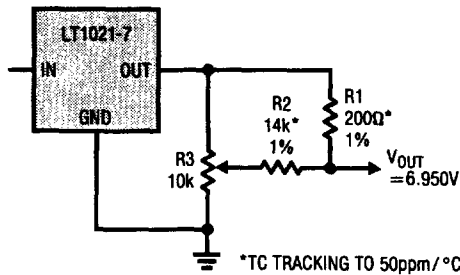 LT1021-7
IN OUT
GND
R3
10k
R2
14k*
1%
R1
200Ω*
1%
VOUT
=6.950V
*TC TRACKING TO 50ppm/°C